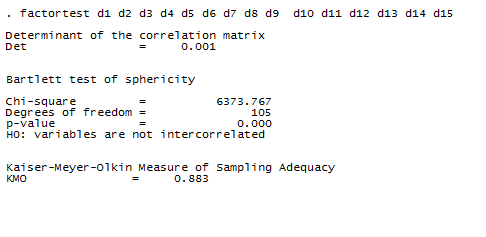 . factortest d1 d2 d3 d4 d5 d6 d7 d8 d9 d10 d11 d12 d13 d14 d15
Determinant of the correlation matrix
Det = 0.001
Bartlett test of sphericity
Chi-square = 6373.767
Degrees of freedom = 105
p-value = 0.000
H0: variables are not intercorrelated
Kaiser-Meyer-Olkin Measure of Sampling Adequacy
KMO = 0.883